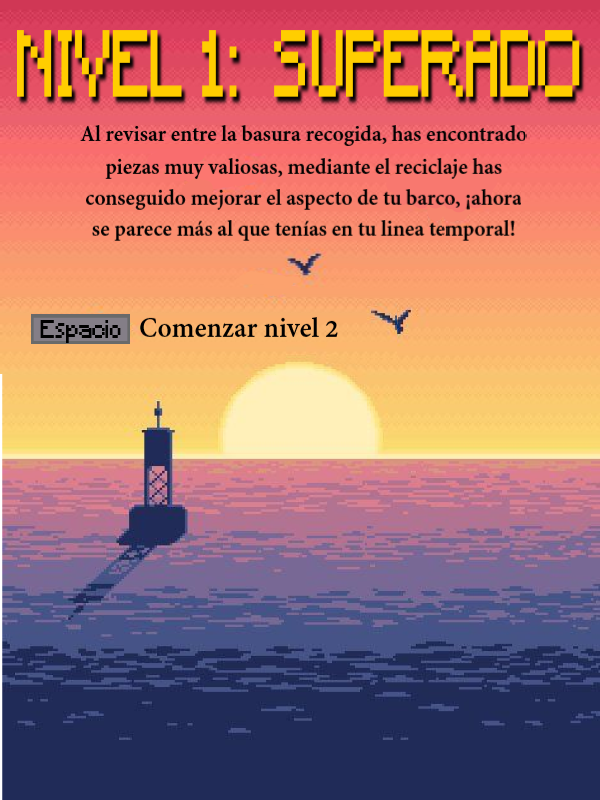 NIVEL 1: SUPERADO
Al revisar entre la basura recogida, has encontrado
piezas muy valiosas, mediante el reciclaje has
conseguido mejorar el aspecto de tu barco, ¡ahora
se parece más al que tenías en tu linea temporal!
Espacio Comenzar nivel 2